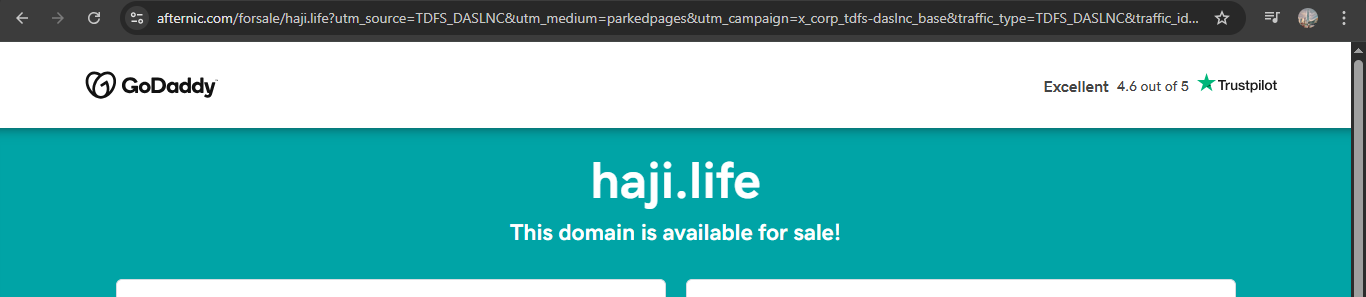 afternic.com/forsale/haji.life?utm_source=TDFS_DASLNC&utm_medium=parkedpages&utm_campaign=x_corp_tdfs-daslnc_base&traffic_type=TDFS_DASLNC&traffic_id...
GoDaddy
Excellent 4.6 out of 5 Trustpilot
haji.life
This domain is available for sale!